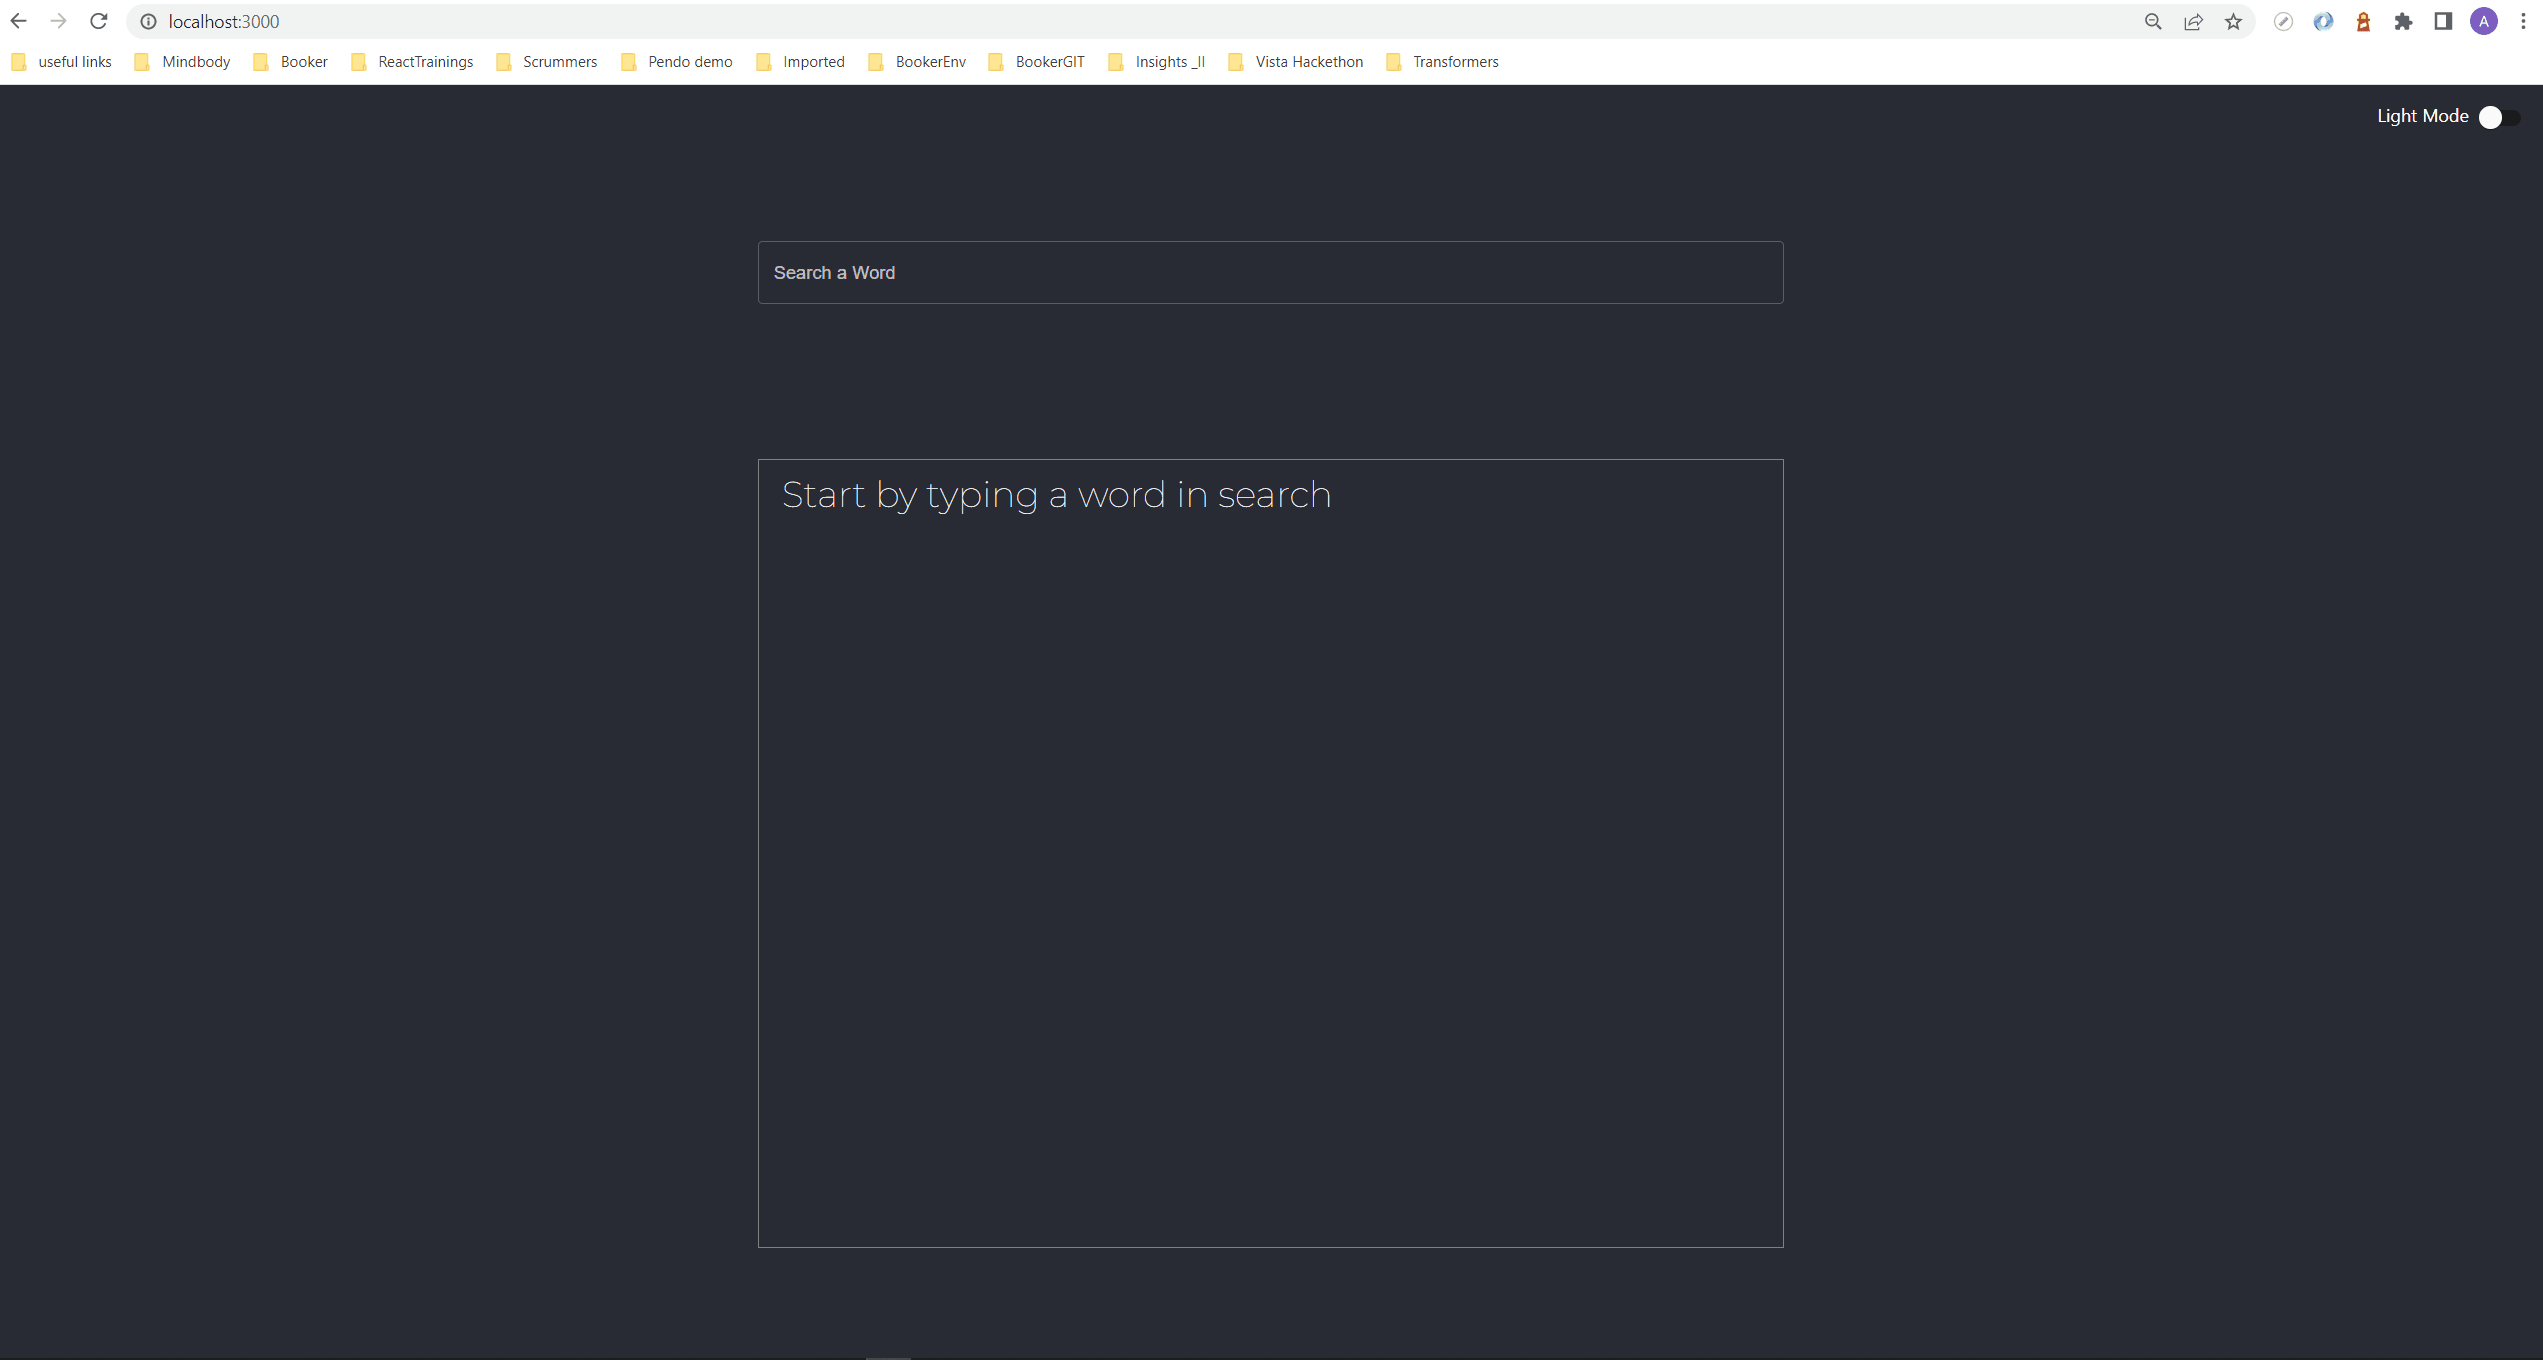 localhost:3000
A
useful links Mindbody Booker ReactTrainings Scrummers Pendo demo Imported BookerEnv BookerGIT Insights _II Vista Hackethon Transformers
Light Mode
Search a Word
Start by typing a word in search